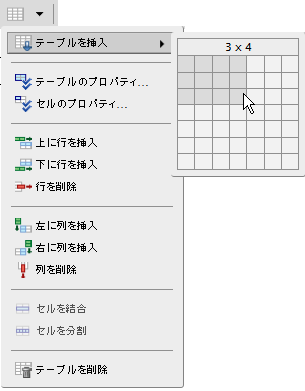 テーブルを挿入
3 x 4
テーブルのプロパティ...
セルのプロパティ...
上に行を挿入
下に行を挿入
行を削除
左に列を挿入
右に列を挿入
列を削除
セルを結合
セルを分割
テーブルを削除